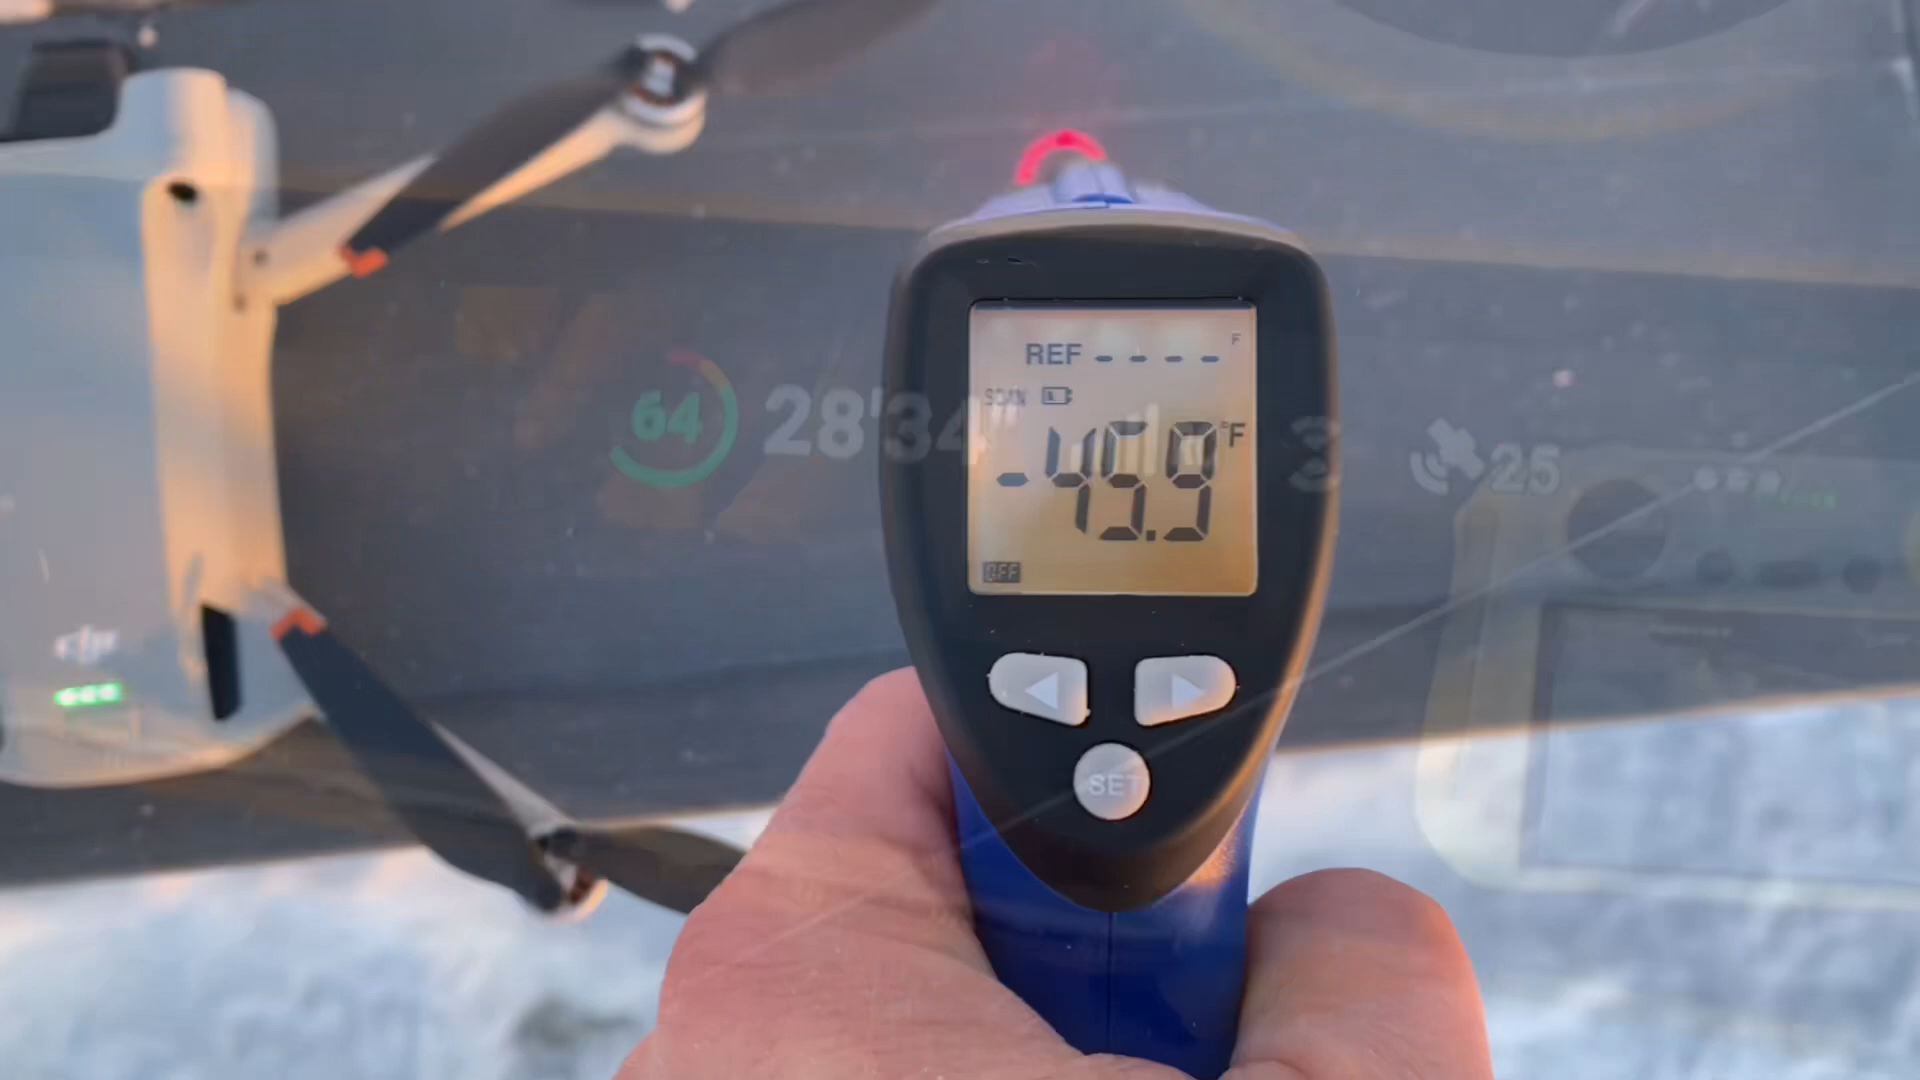 REF - - - - F
SCAN
64 28'34" 25
-45.9 °F
OFF
dji
SET